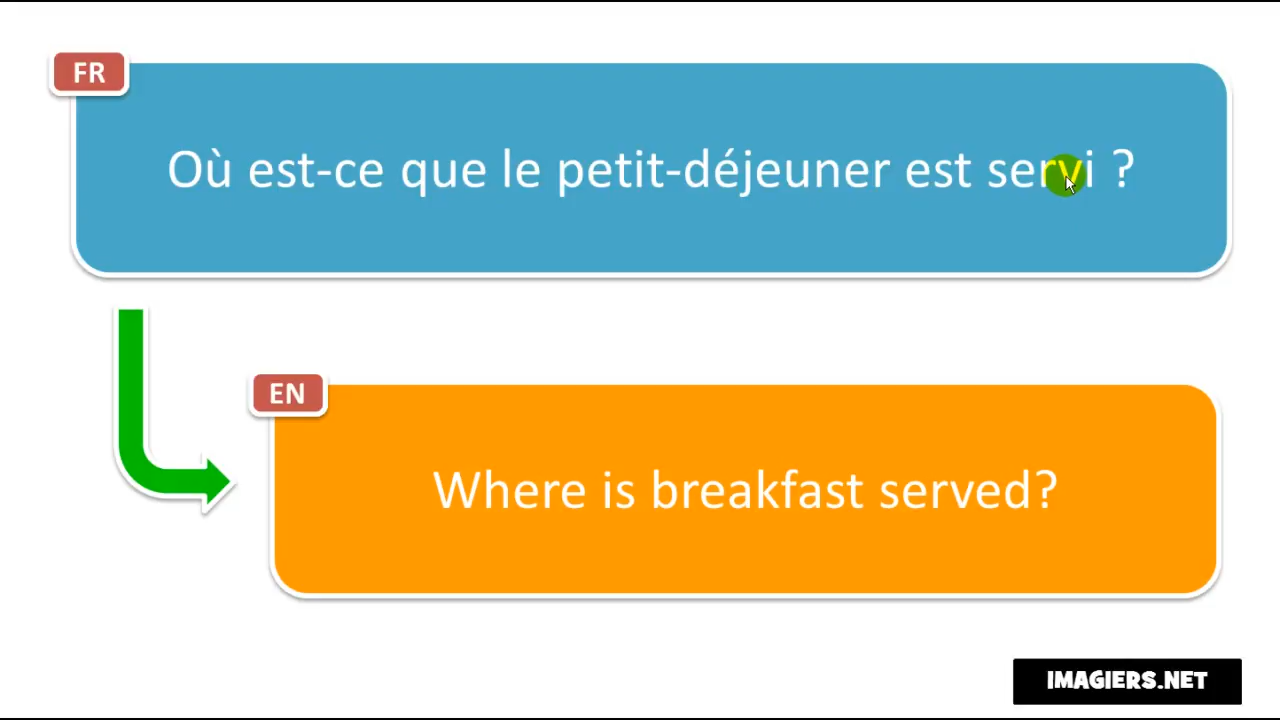 FR
Où est-ce que le petit-déjeuner est servi ?
EN
Where is breakfast served?
IMAGIERS.NET